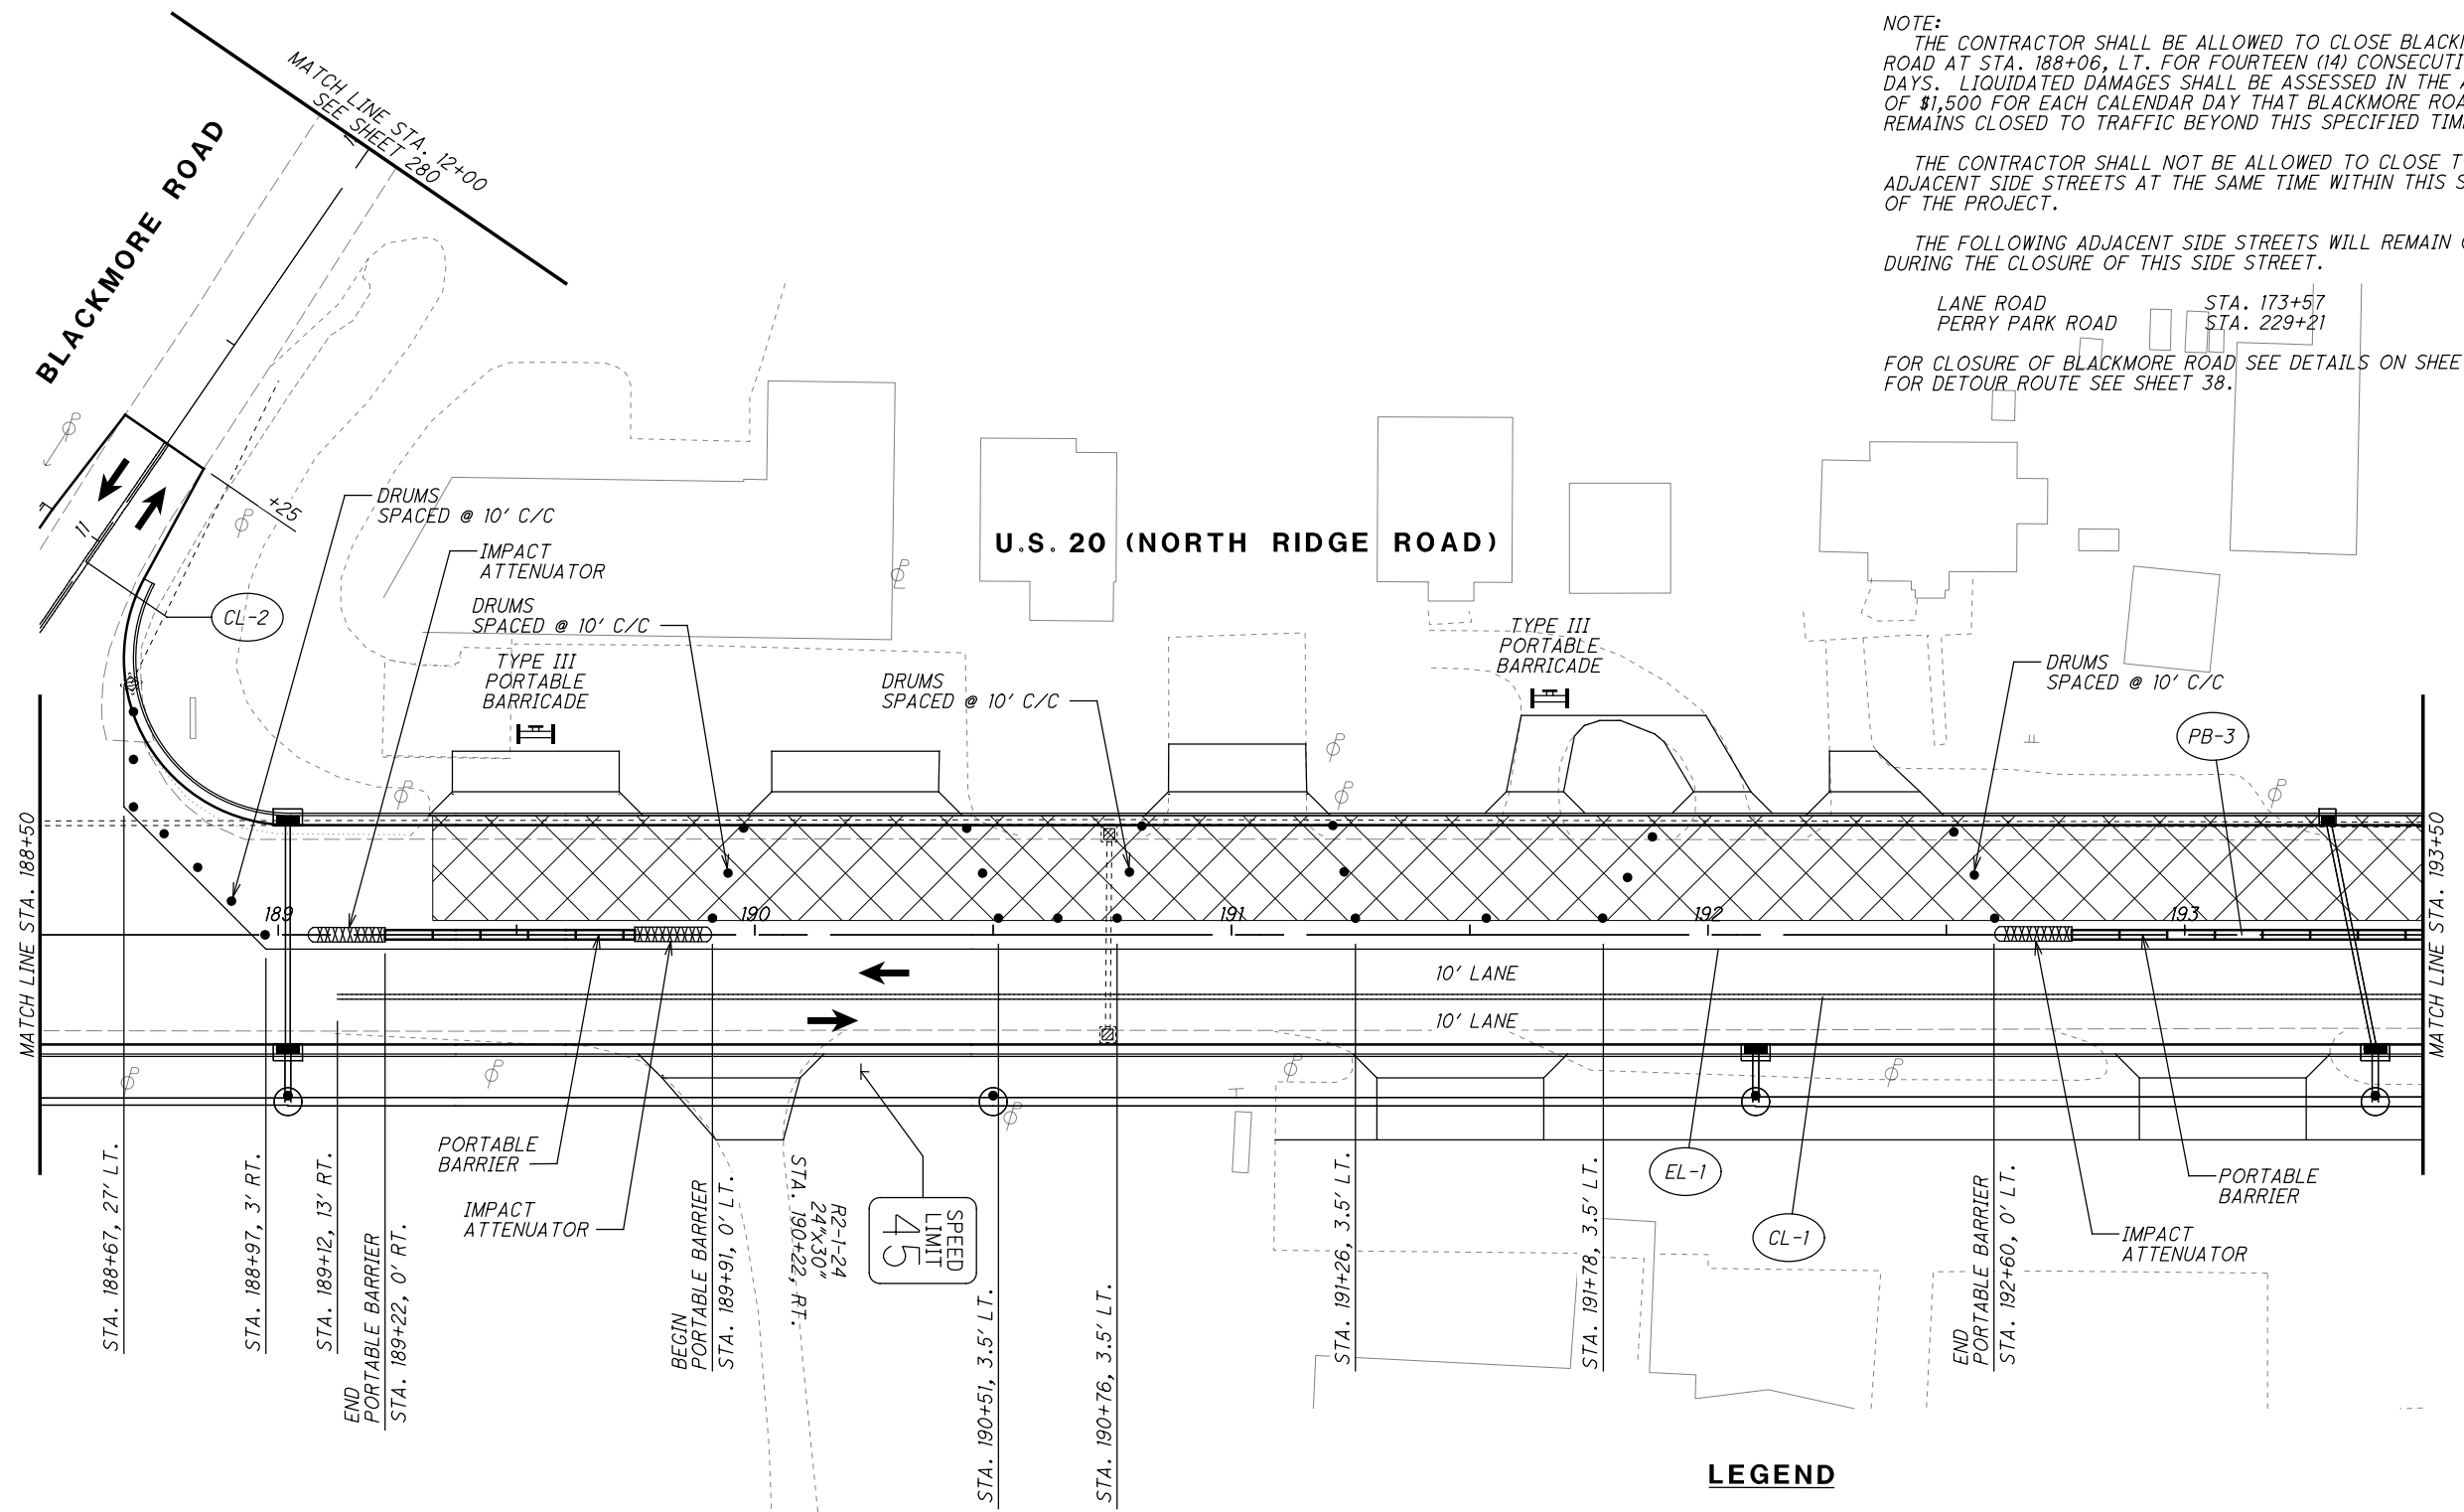 NOTE:
THE CONTRACTOR SHALL BE ALLOWED TO CLOSE
ROAD AT STA. 188+06, LT. FOR FOURTEEN (14)
DAYS. LIQUIDATED DAMAGES SHALL BE ASSESSED IN THE
OF $1,500 FOR EACH CALENDAR DAY THAT BLACKMORE
REMAINS CLOSED TO TRAFFIC BEYOND THIS SPECIFIED
THE CONTRACTOR SHALL NOT BE ALLOWED TO CLOSE
ADJACENT SIDE STREETS AT THE SAME TIME WITHIN THIS
OF THE PROJECT.
THE FOLLOWING ADJACENT SIDE STREETS WILL REMAIN
DURING THE CLOSURE OF THIS SIDE STREET.
LANE ROAD STA. 173+57
PERRY PARK ROAD STA. 229+21
FOR CLOSURE OF BLACKMORE ROAD SEE DETAILS ON
FOR DETOUR ROUTE SEE SHEET 38.
MATCH LINE STA. 12+00
SEE SHEET 280
BLACKMORE ROAD
+25
11
CL-2
DRUMS
SPACED @ 10' C/C
IMPACT
ATTENUATOR
DRUMS
SPACED @ 10' C/C
TYPE III
PORTABLE
BARRICADE
U.S. 20 (NORTH RIDGE ROAD)
DRUMS
SPACED @ 10' C/C
TYPE III
PORTABLE
BARRICADE
DRUMS
SPACED @ 10' C/C
PB-3
MATCH LINE STA. 188+50
MATCH LINE STA. 193+50
189
190
191
192
193
10' LANE
10' LANE
PORTABLE
BARRIER
IMPACT
ATTENUATOR
EL-1
CL-1
PORTABLE
BARRIER
IMPACT
ATTENUATOR
STA. 188+67, 27' LT.
STA. 188+97, 3' RT.
STA. 189+12, 13' RT.
END
PORTABLE BARRIER
STA. 189+22, 0' RT.
BEGIN
PORTABLE BARRIER
STA. 189+91, 0' LT.
R2-1-24
24"x30"
STA. 190+22, RT.
SPEED
LIMIT
45
STA. 190+51, 3.5' LT.
STA. 190+76, 3.5' LT.
STA. 191+26, 3.5' LT.
STA. 191+78, 3.5' LT.
END
PORTABLE BARRIER
STA. 192+60, 0' LT.
LEGEND